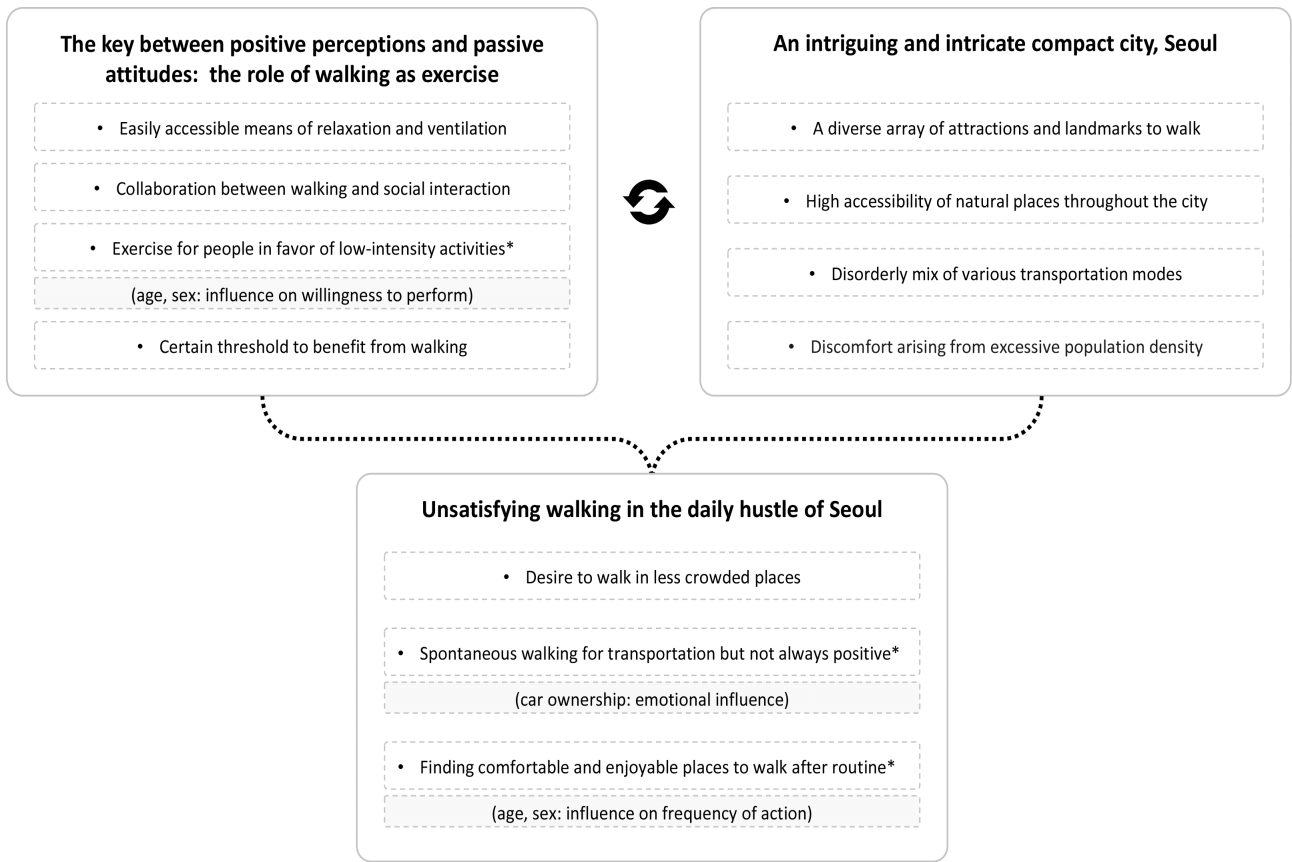 The key between positive perceptions and passive
attitudes:  the role of walking as exercise
• Easily accessible means of relaxation and ventilation
• Collaboration between walking and social interaction
• Exercise for people in favor of low-intensity activities*
(age, sex: influence on willingness to perform)
• Certain threshold to benefit from walking
An intriguing and intricate compact city, Seoul
• A diverse array of attractions and landmarks to walk
• High accessibility of natural places throughout the city
• Disorderly mix of various transportation modes
• Discomfort arising from excessive population density
Unsatisfying walking in the daily hustle of Seoul
• Desire to walk in less crowded places
• Spontaneous walking for transportation but not always positive*
(car ownership: emotional influence)
• Finding comfortable and enjoyable places to walk after routine*
(age, sex: influence on frequency of action)